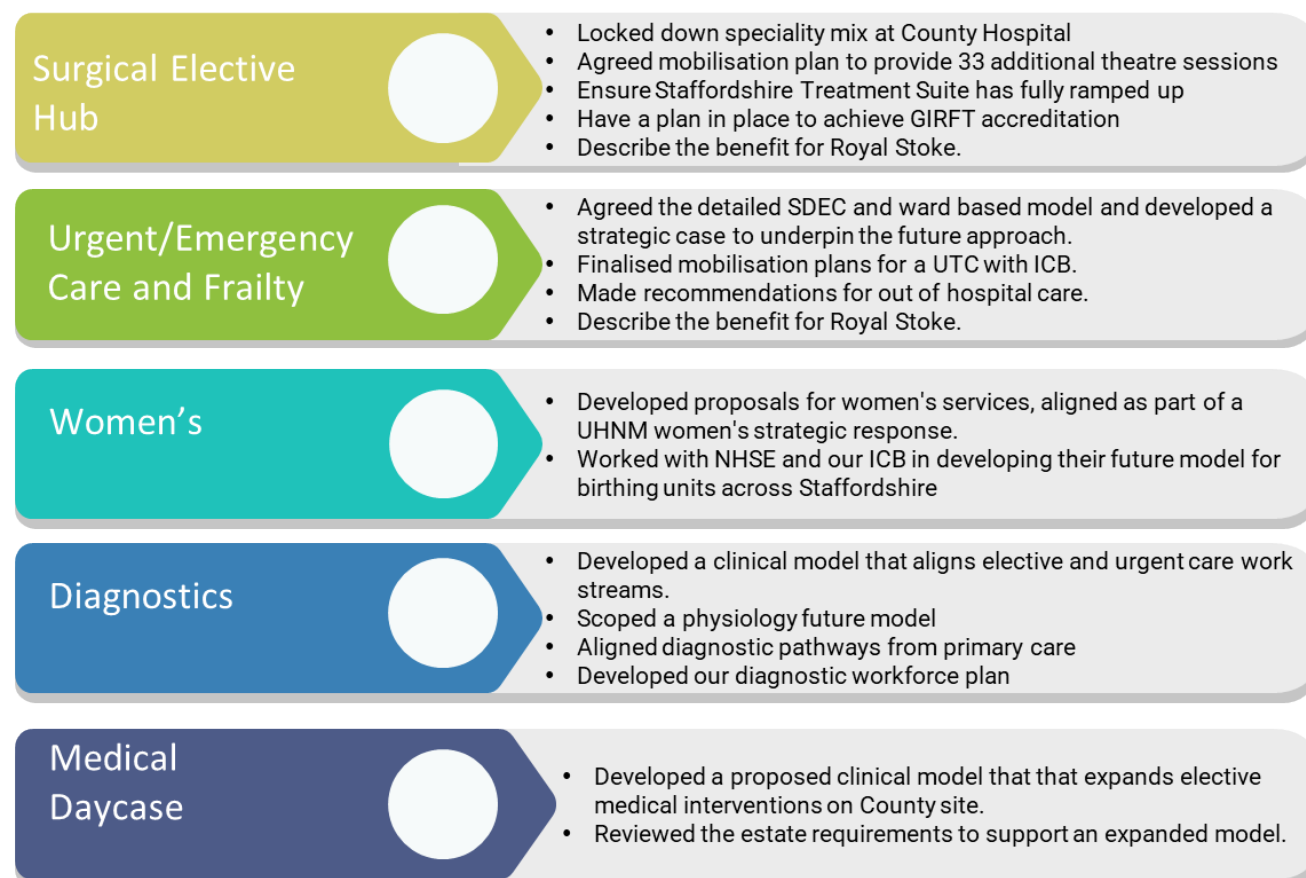 Surgical Elective
Hub
• Locked down speciality mix at County Hospital
• Agreed mobilisation plan to provide 33 additional theatre sessions
• Ensure Staffordshire Treatment Suite has fully ramped up
• Have a plan in place to achieve GIRFT accreditation
• Describe the benefit for Royal Stoke.
Urgent/Emergency
Care and Frailty
• Agreed the detailed SDEC and ward based model and developed a
strategic case to underpin the future approach.
• Finalised mobilisation plans for a UTC with ICB.
• Made recommendations for out of hospital care.
• Describe the benefit for Royal Stoke.
Women’s
• Developed proposals for women's services, aligned as part of a
UHNM women's strategic response.
• Worked with NHSE and our ICB in developing their future model for
birthing units across Staffordshire
Diagnostics
• Developed a clinical model that aligns elective and urgent care work
streams.
• Scoped a physiology future model
• Aligned diagnostic pathways from primary care
• Developed our diagnostic workforce plan
Medical
Daycase
• Developed a proposed clinical model that that expands elective
medical interventions on County site.
• Reviewed the estate requirements to support an expanded model.